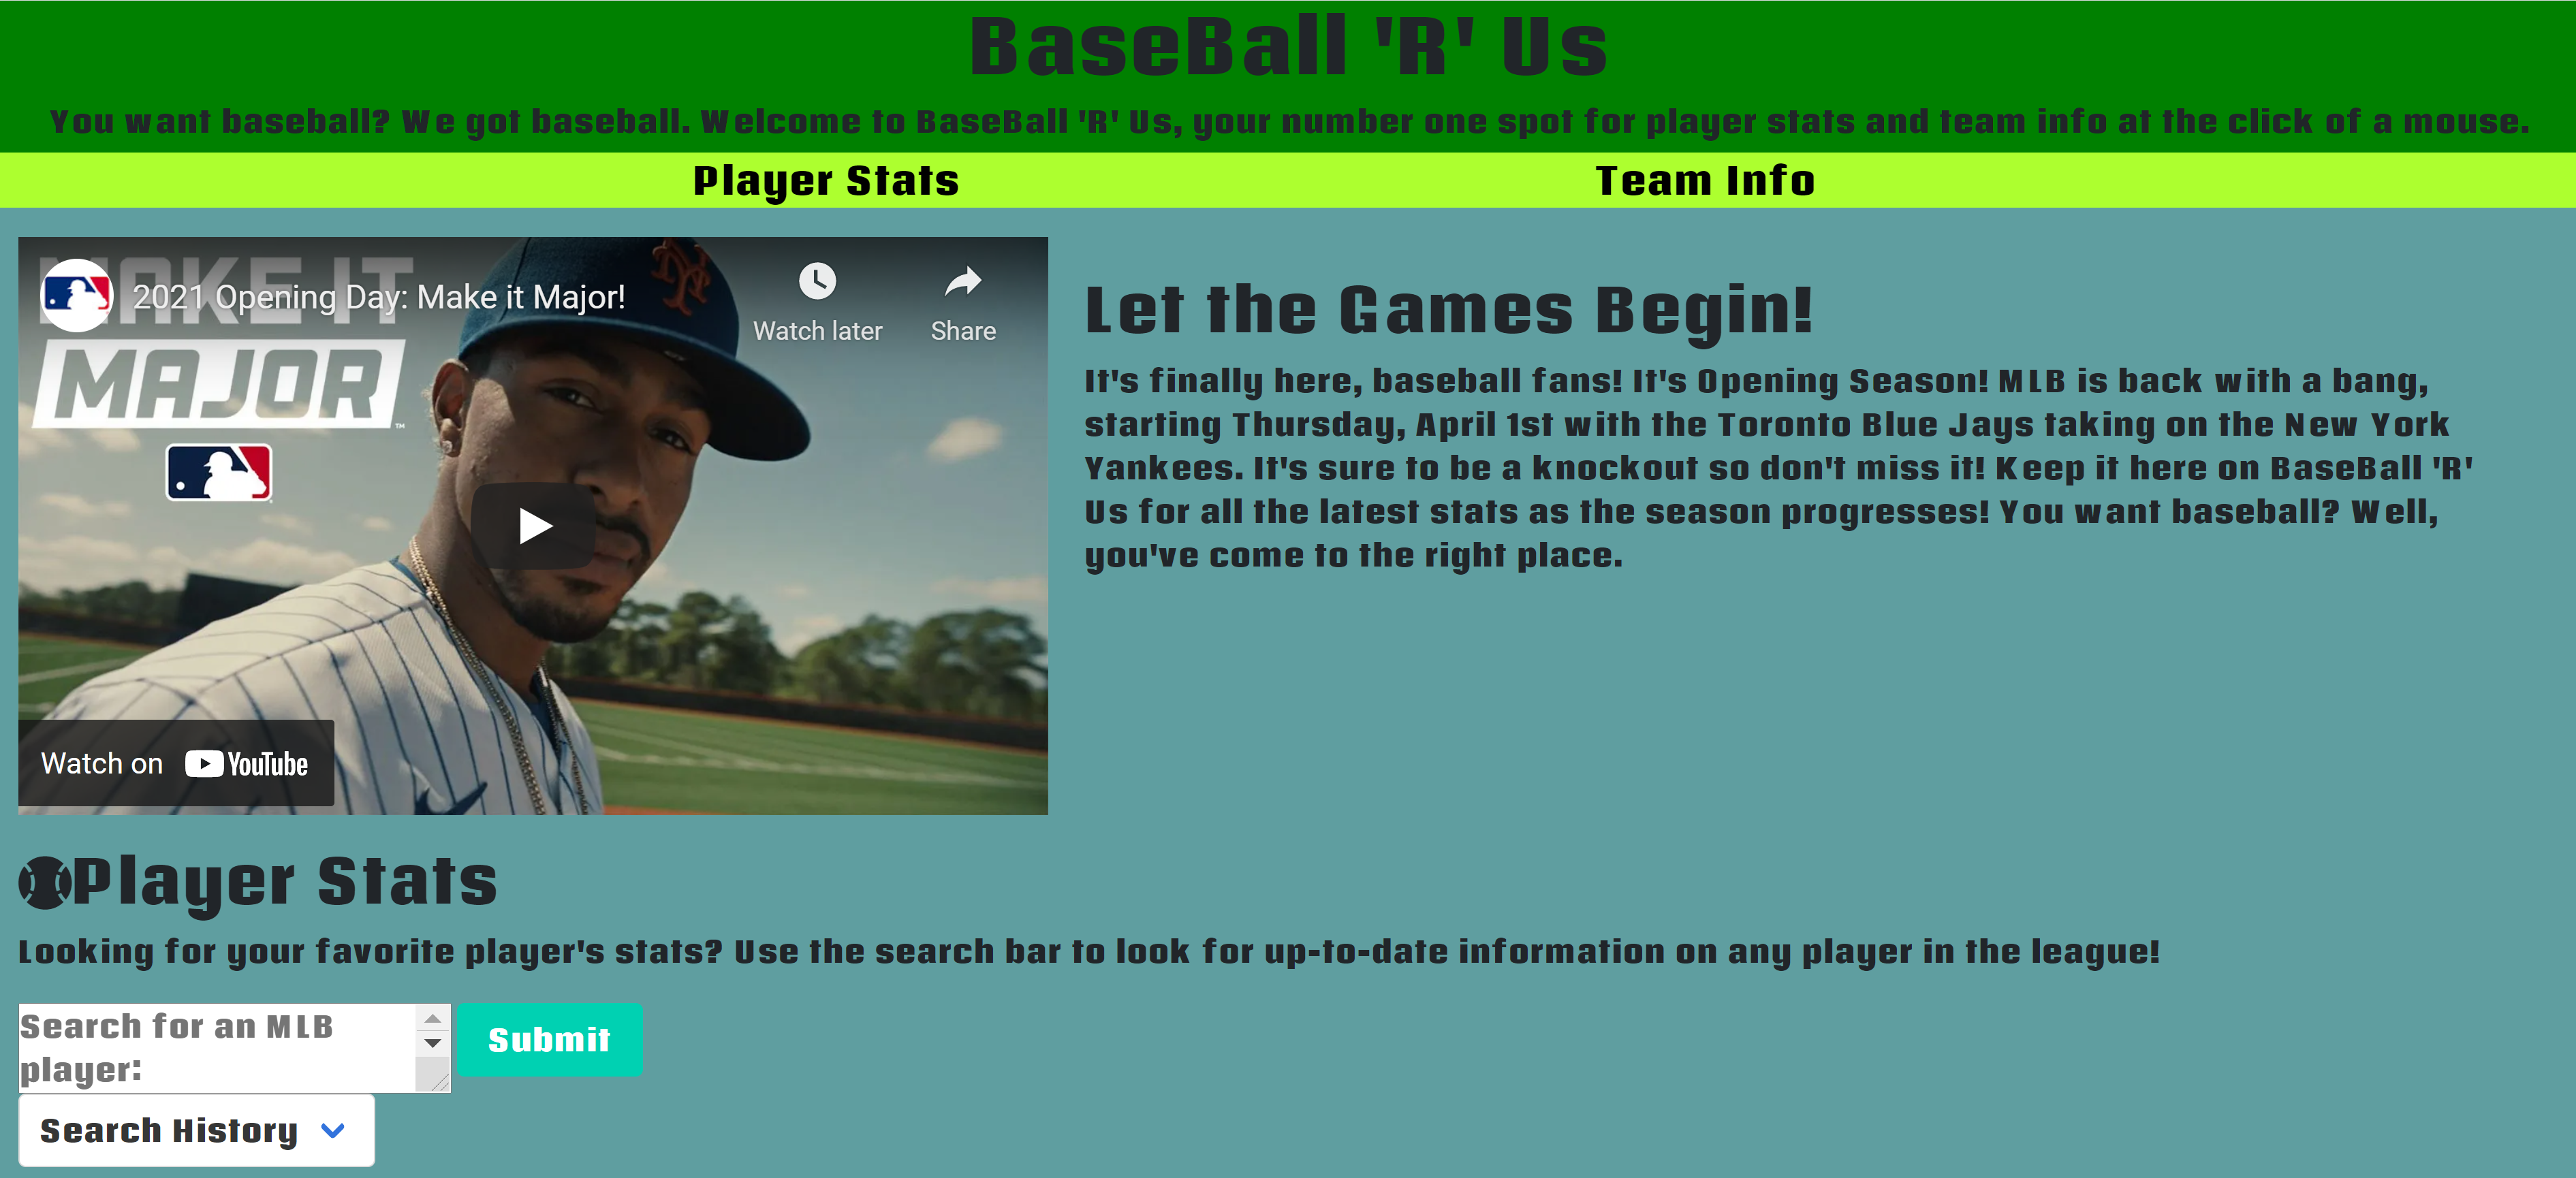 BaseBall 'R' Us
You want baseball? We got baseball. Welcome to BaseBall 'R' Us, your number one spot for player stats and team info at the click of a mouse.
Player Stats
Team Info
MAKE IT
MAJOR™
2021 Opening Day: Make it Major!
Watch later
Share
NY
Watch on YouTube
Let the Games Begin!
It's finally here, baseball fans! It's Opening Season! MLB is back with a bang,
starting Thursday, April 1st with the Toronto Blue Jays taking on the New York
Yankees. It's sure to be a knockout so don't miss it! Keep it here on BaseBall 'R'
Us for all the latest stats as the season progresses! You want baseball? Well,
you've come to the right place.
Player Stats
Looking for your favorite player's stats? Use the search bar to look for up-to-date information on any player in the league!
Search for an MLB
player:
Submit
Search History